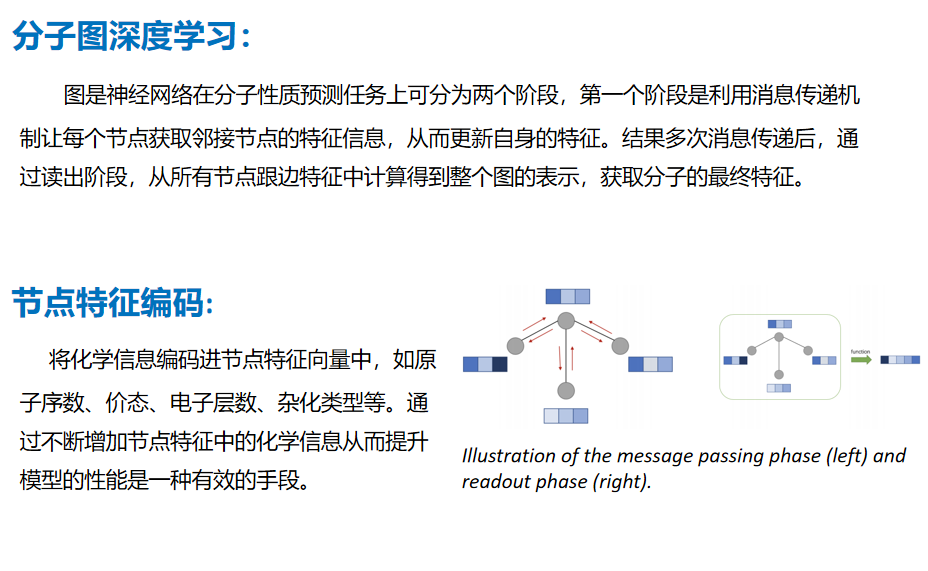 分子图深度学习：
图是神经网络在分子性质预测任务上可分为两个阶段，第一个阶段是利用消息传递机
制让每个节点获取邻接节点的特征信息，从而更新自身的特征。结果多次消息传递后，通
过读出阶段，从所有节点跟边特征中计算得到整个图的表示，获取分子的最终特征。
节点特征编码:
将化学信息编码进节点特征向量中，如原
子序数、价态、电子层数、杂化类型等。通
过不断增加节点特征中的化学信息从而提升
模型的性能是一种有效的手段。
function
Illustration of the message passing phase (left) and
readout phase (right).